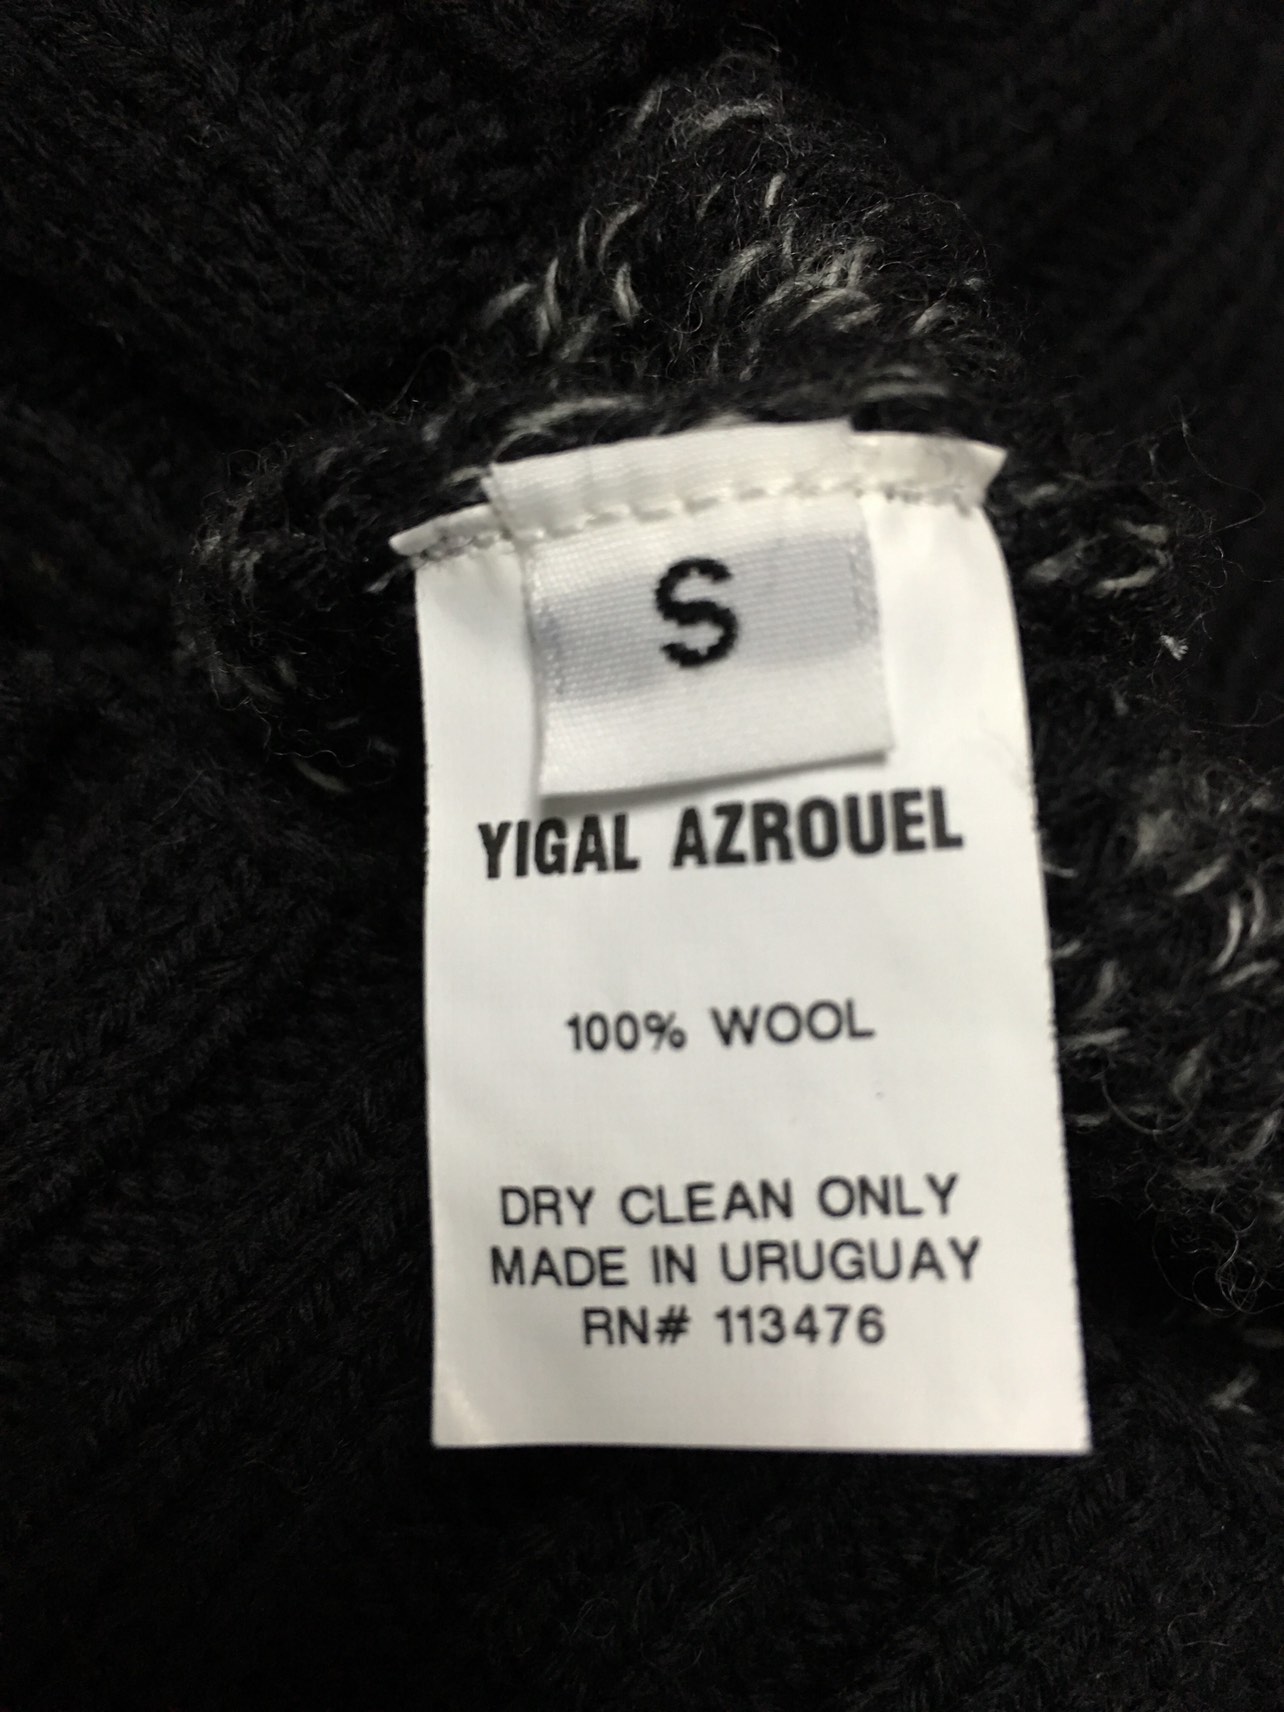 S
YIGAL AZROUEL
100% WOOL
DRY CLEAN ONLY
MADE IN URUGUAY
RN# 113476